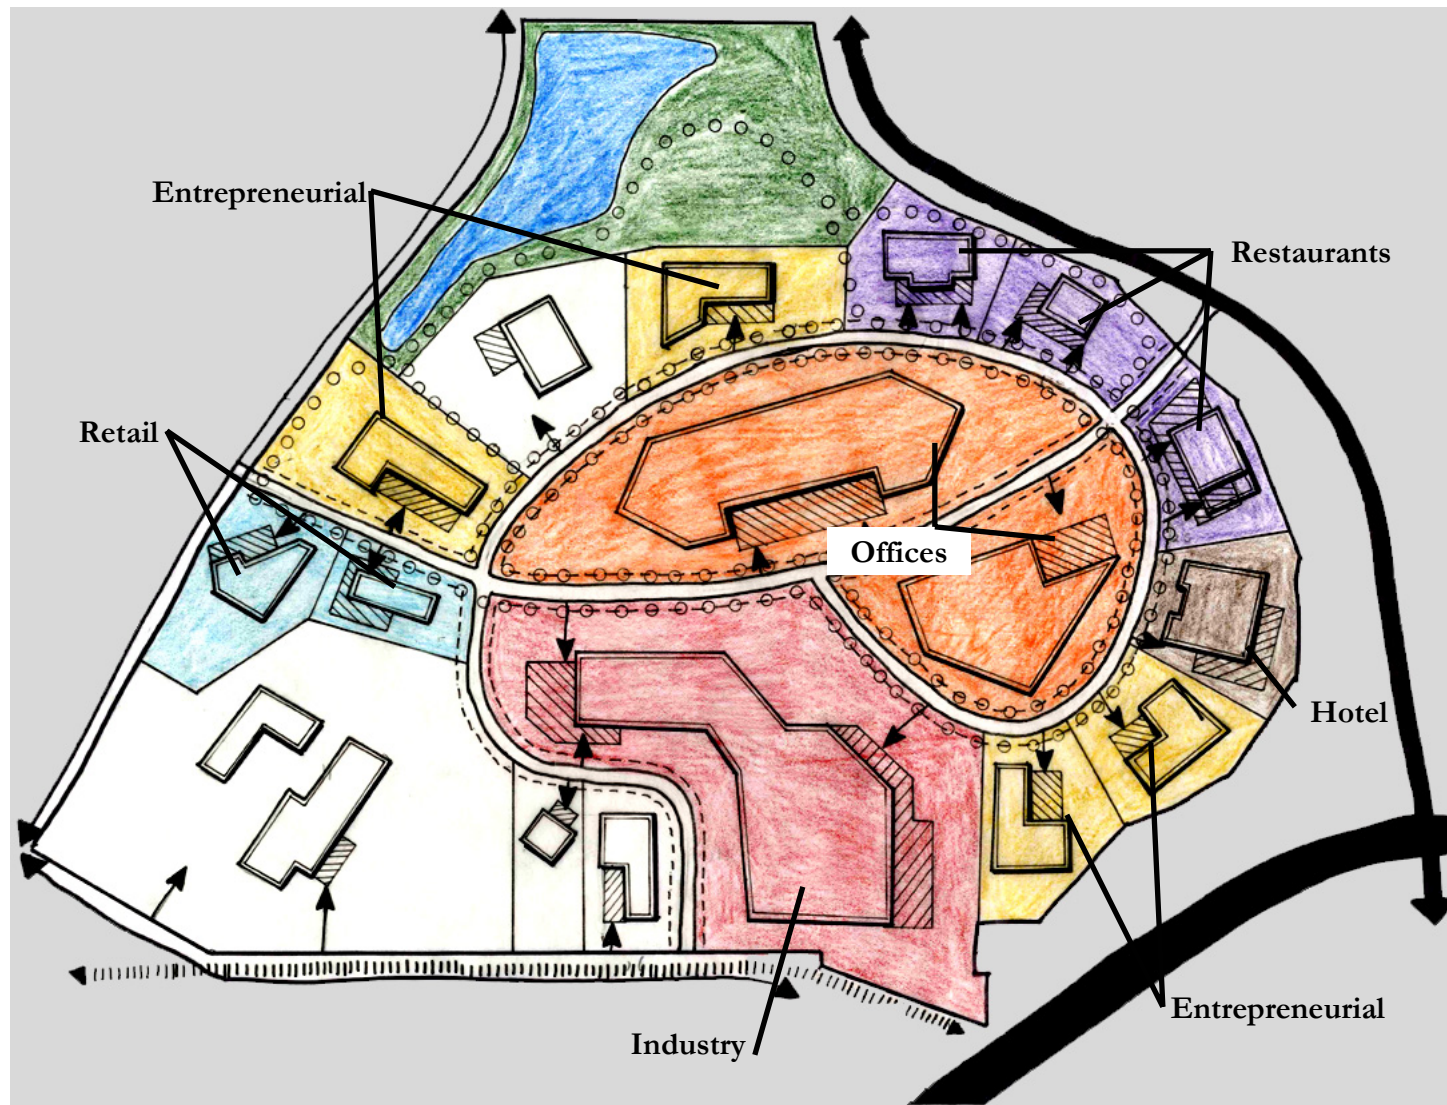 Entrepreneurial
Restaurants
Retail
Offices
Hotel
Entrepreneurial
Industry